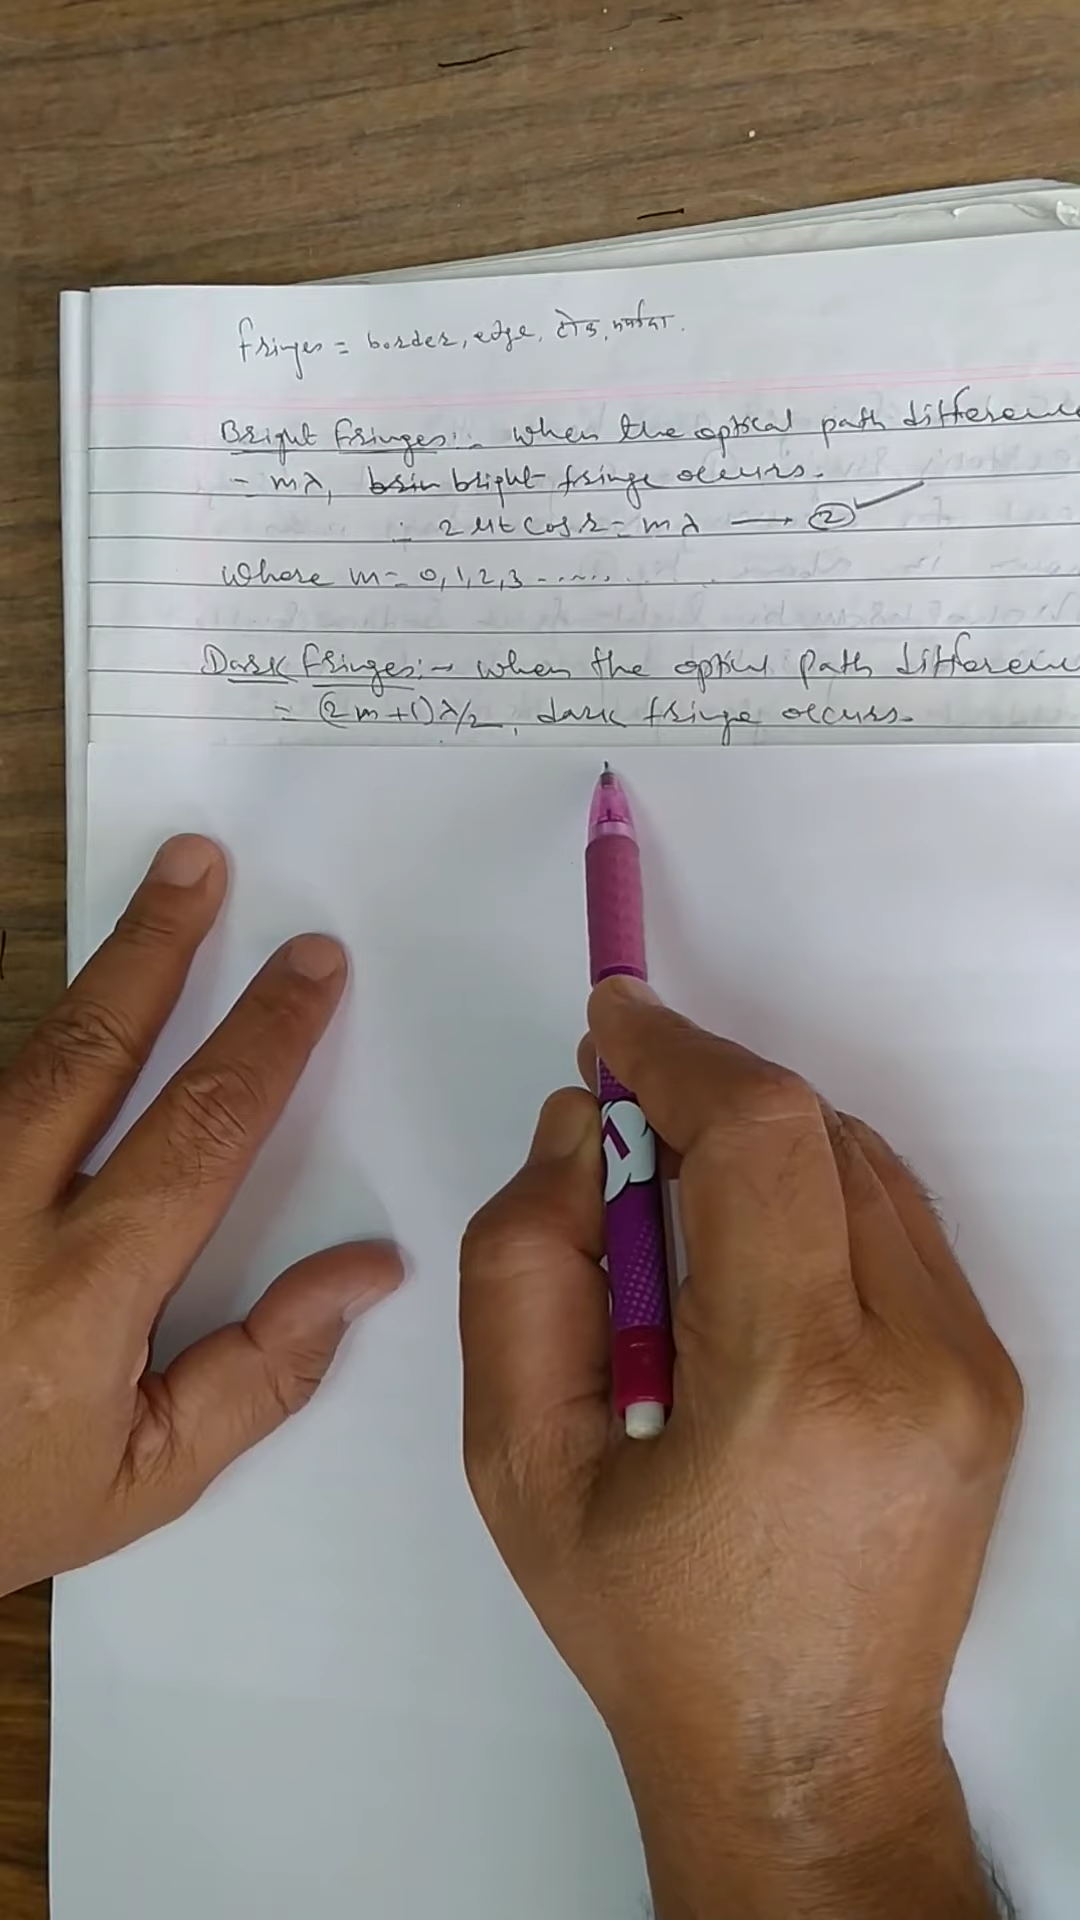 fringes = border, edge, टोक, मर्यादा.
Bright Fringes :- when the optical path difference
= mλ, brin bright fringe occurs.
∴ 2μt cos r = mλ → ②
Where m = 0, 1, 2, 3 ------
Dark fringes :- when the optical path difference
= (2m+1)λ/2, dark fringe occurs.